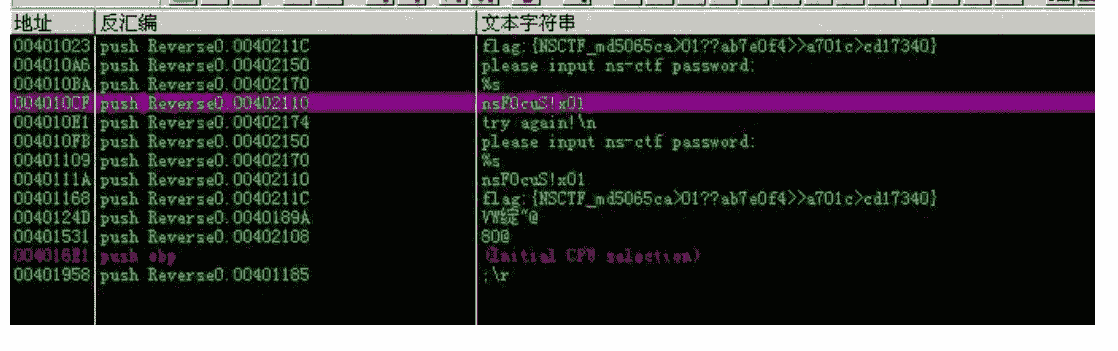 地址 反汇编 文本字符串
00401023 push Reverse0.0040211C flag:{NSCTF_md5065ca>01??ab7e0f4>>a701c>cd17340}
004010A6 push Reverse0.00402150 please input ns-ctf password:
004010BA push Reverse0.00402170 %s
004010CF push Reverse0.00402110 nsF0cuS!x01
004010E1 push Reverse0.00402174 try again!\n
004010FB push Reverse0.00402150 please input ns-ctf password:
00401109 push Reverse0.00402170 %s
0040111A push Reverse0.00402110 nsF0cuS!x01
00401168 push Reverse0.0040211C flag:{NSCTF_md5065ca>01??ab7e0f4>>a701c>cd17340}
0040124D push Reverse0.0040189A
00401531 push Reverse0.00402108 80@
push ebp (Initial CPU selection)
00401958 push Reverse0.00401185 ;\r